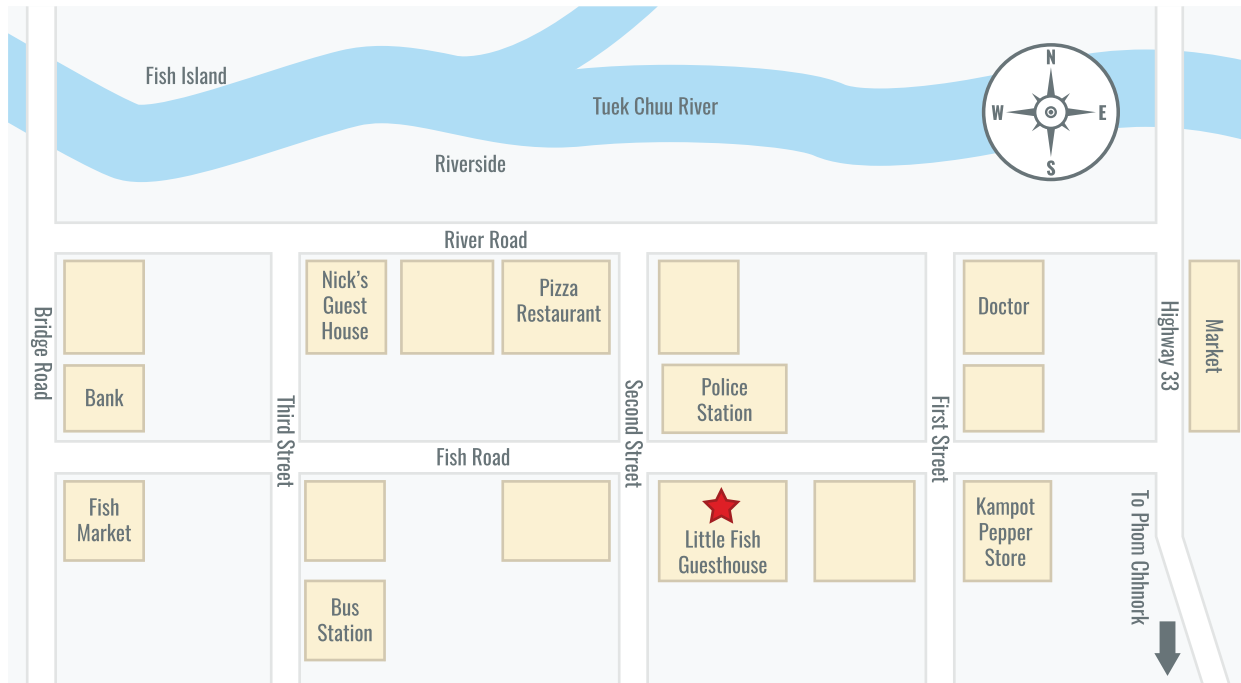 N
Fish Island
Tuek Chuu River
W
E
Riverside
S
River Road
Nick’s
Guest
House
Pizza
Restaurant
Doctor
Bridge Road
Highway 33
Market
Bank
Police
Station
Third Street
Second Street
First Street
Fish Road
Fish
Market
Little Fish
Guesthouse
Kampot
Pepper
Store
To Phom Chhnork
Bus
Station